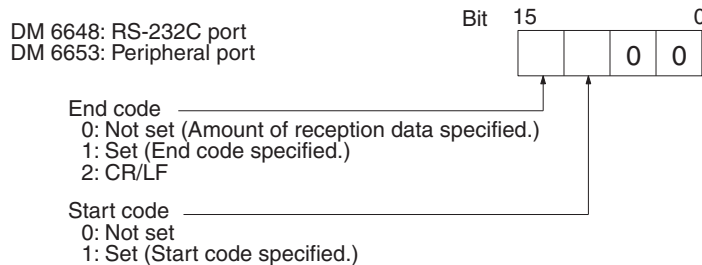 Bit 15 0
DM 6648: RS-232C port
DM 6653: Peripheral port
0 0
End code
0: Not set (Amount of reception data specified.)
1: Set (End code specified.)
2: CR/LF
Start code
0: Not set
1: Set (Start code specified.)